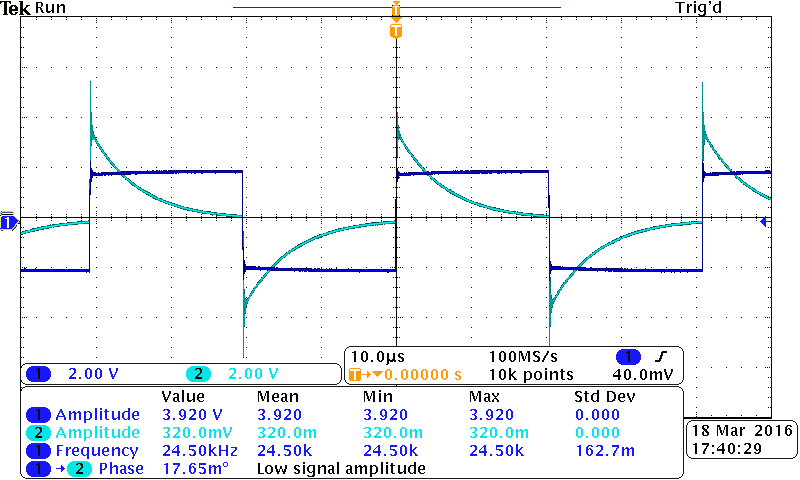 Tek Run Trig'd
T
T
1
10.0µs 100MS/s 1
1 2.00 V 2 2.00 V T→▼0.00000 s 10k points 40.0mV
Value Mean Min Max Std Dev
1 Amplitude 3.920 V 3.920 3.920 3.920 0.000
2 Amplitude 320.0mV 320.0m 320.0m 320.0m 0.000
1 Frequency 24.50kHz 24.50k 24.50k 24.50k 162.7m
1 → 2 Phase 17.65m° Low signal amplitude
18 Mar 2016
17:40:29